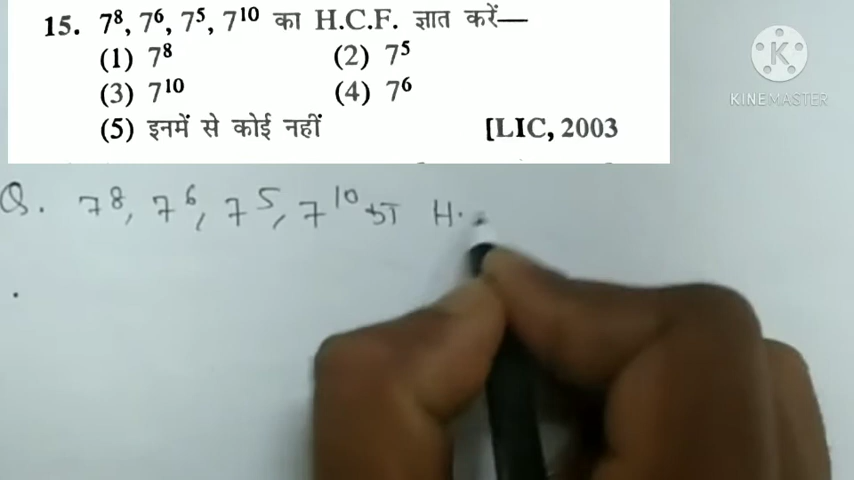 15. 7⁸, 7⁶, 7⁵, 7¹⁰ का H.C.F. ज्ञात करें—
(1) 7⁸ (2) 7⁵
(3) 7¹⁰ (4) 7⁶
(5) इनमें से कोई नहीं [LIC, 2003
KINEMASTER
Q. 7⁸, 7⁶, 7⁵, 7¹⁰ का H.